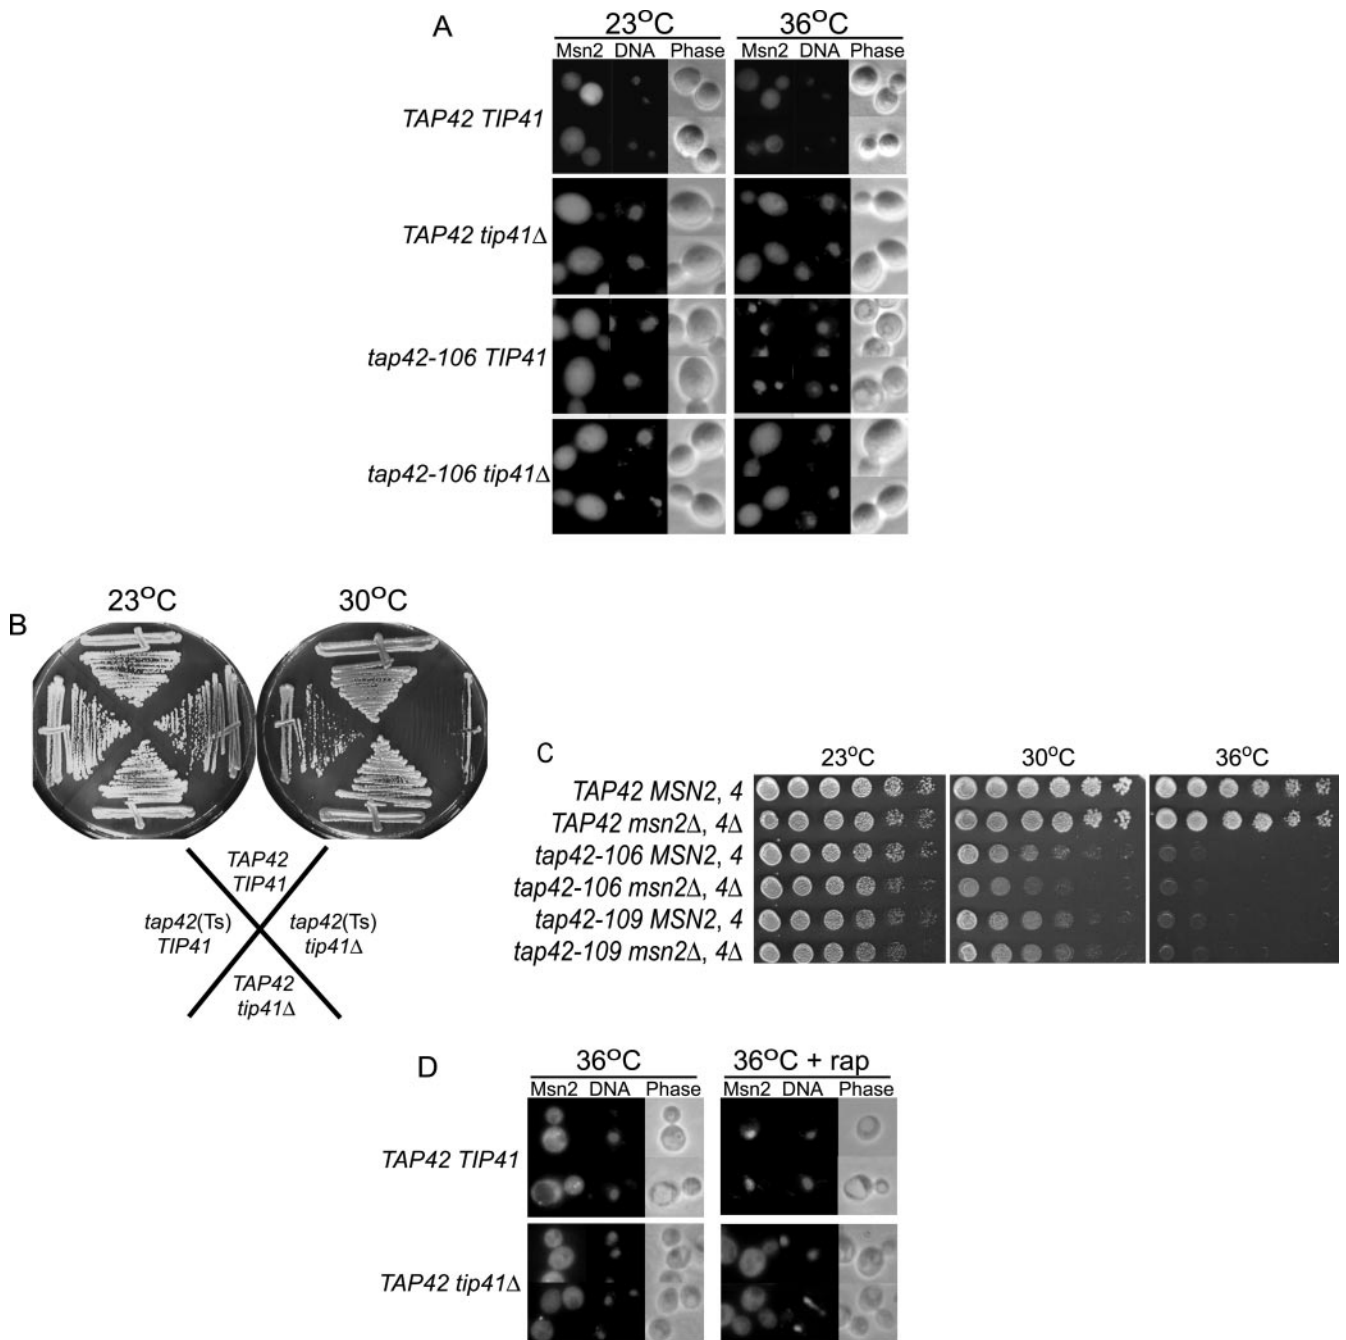 A
23°C 36°C
Msn2 DNA Phase Msn2 DNA Phase
TAP42 TIP41
TAP42 tip41Δ
tap42-106 TIP41
tap42-106 tip41Δ
B
23°C 30°C
TAP42
TIP41
tap42(Ts)
TIP41
tap42(Ts)
tip41Δ
TAP42
tip41Δ
C
23°C 30°C 36°C
TAP42 MSN2, 4
TAP42 msn2Δ, 4Δ
tap42-106 MSN2, 4
tap42-106 msn2Δ, 4Δ
tap42-109 MSN2, 4
tap42-109 msn2Δ, 4Δ
D
36°C 36°C + rap
Msn2 DNA Phase Msn2 DNA Phase
TAP42 TIP41
TAP42 tip41Δ